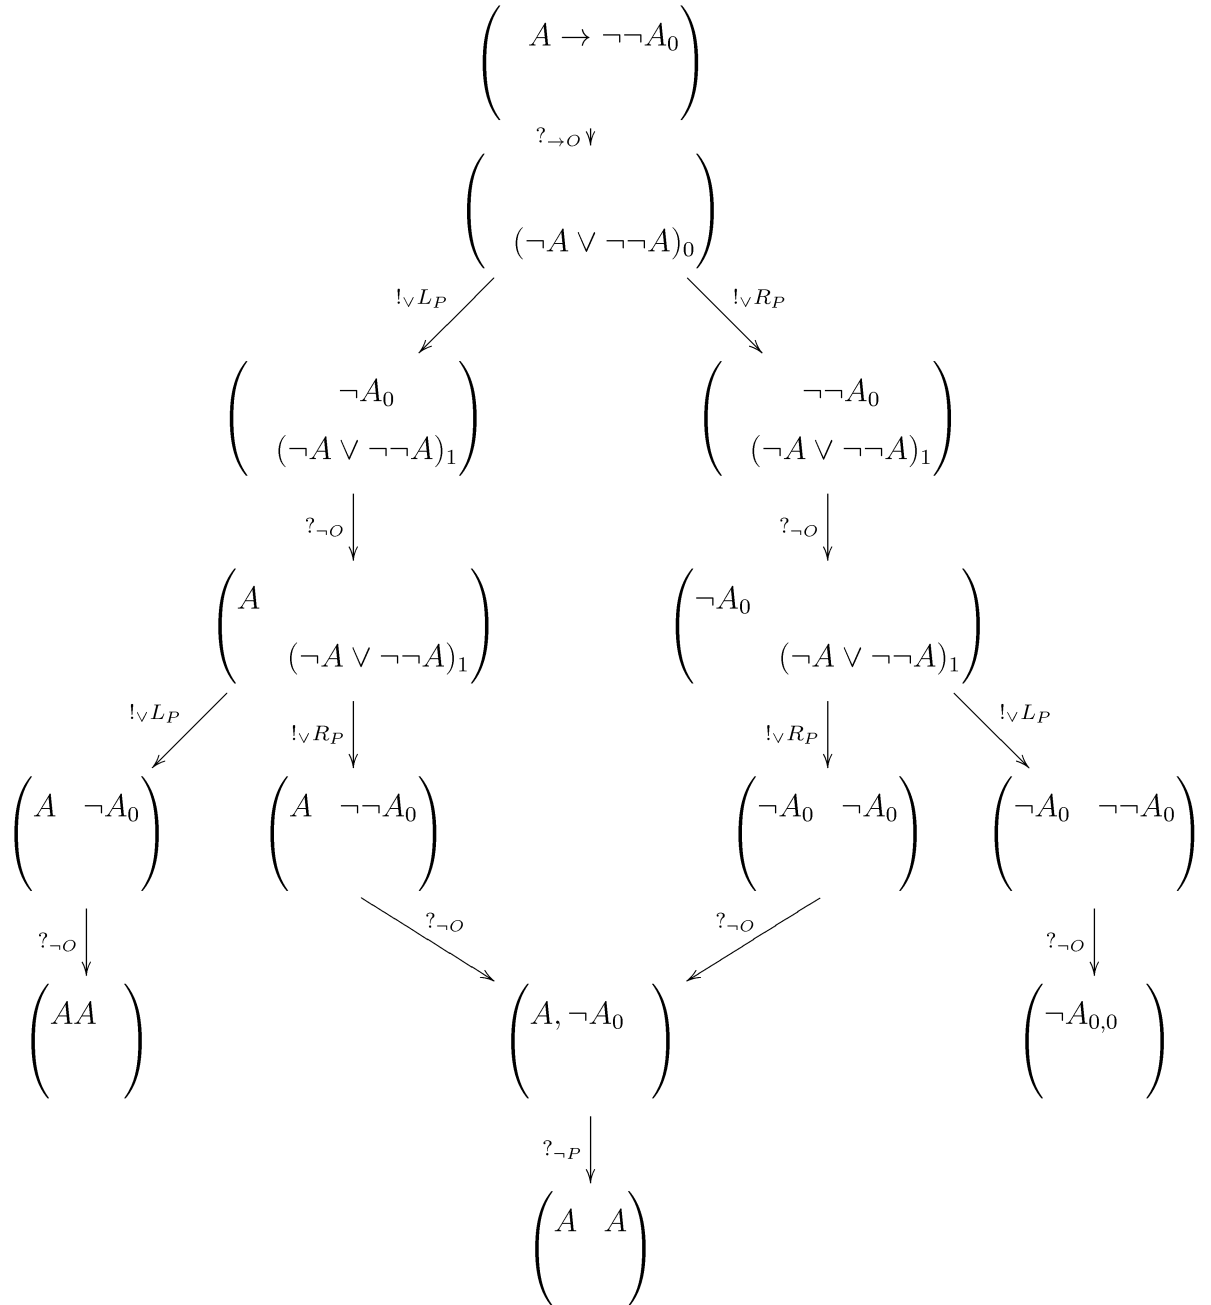 A → ¬¬A₀
?→O
(¬A ∨ ¬¬A)₀
!∨L_P !∨R_P
¬A₀ ¬¬A₀
(¬A ∨ ¬¬A)₁ (¬A ∨ ¬¬A)₁
?¬O ?¬O
A ¬A₀
(¬A ∨ ¬¬A)₁ (¬A ∨ ¬¬A)₁
!∨L_P !∨R_P !∨R_P !∨L_P
A ¬A₀ A ¬¬A₀ ¬A₀ ¬A₀ ¬A₀ ¬¬A₀
?¬O ?¬O
?¬O ?¬O
AA A, ¬A₀ ¬A₀,₀
?¬P
A A